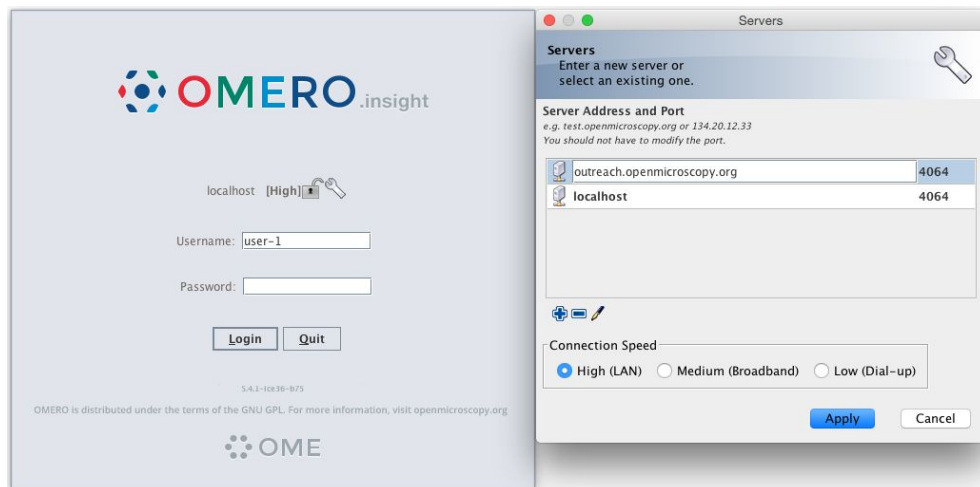 OMERO.insight
localhost [High]
Username: user-1
Password:
Login Quit
5.4.1-ice36-b75
OMERO is distributed under the terms of the GNU GPL. For more information, visit openmicroscopy.org
OME
Servers
Servers
Enter a new server or
select an existing one.
Server Address and Port
e.g. test.openmicroscopy.org or 134.20.12.33
You should not have to modify the port.
outreach.openmicroscopy.org 4064
localhost 4064
Connection Speed
High (LAN) Medium (Broadband) Low (Dial-up)
Apply Cancel